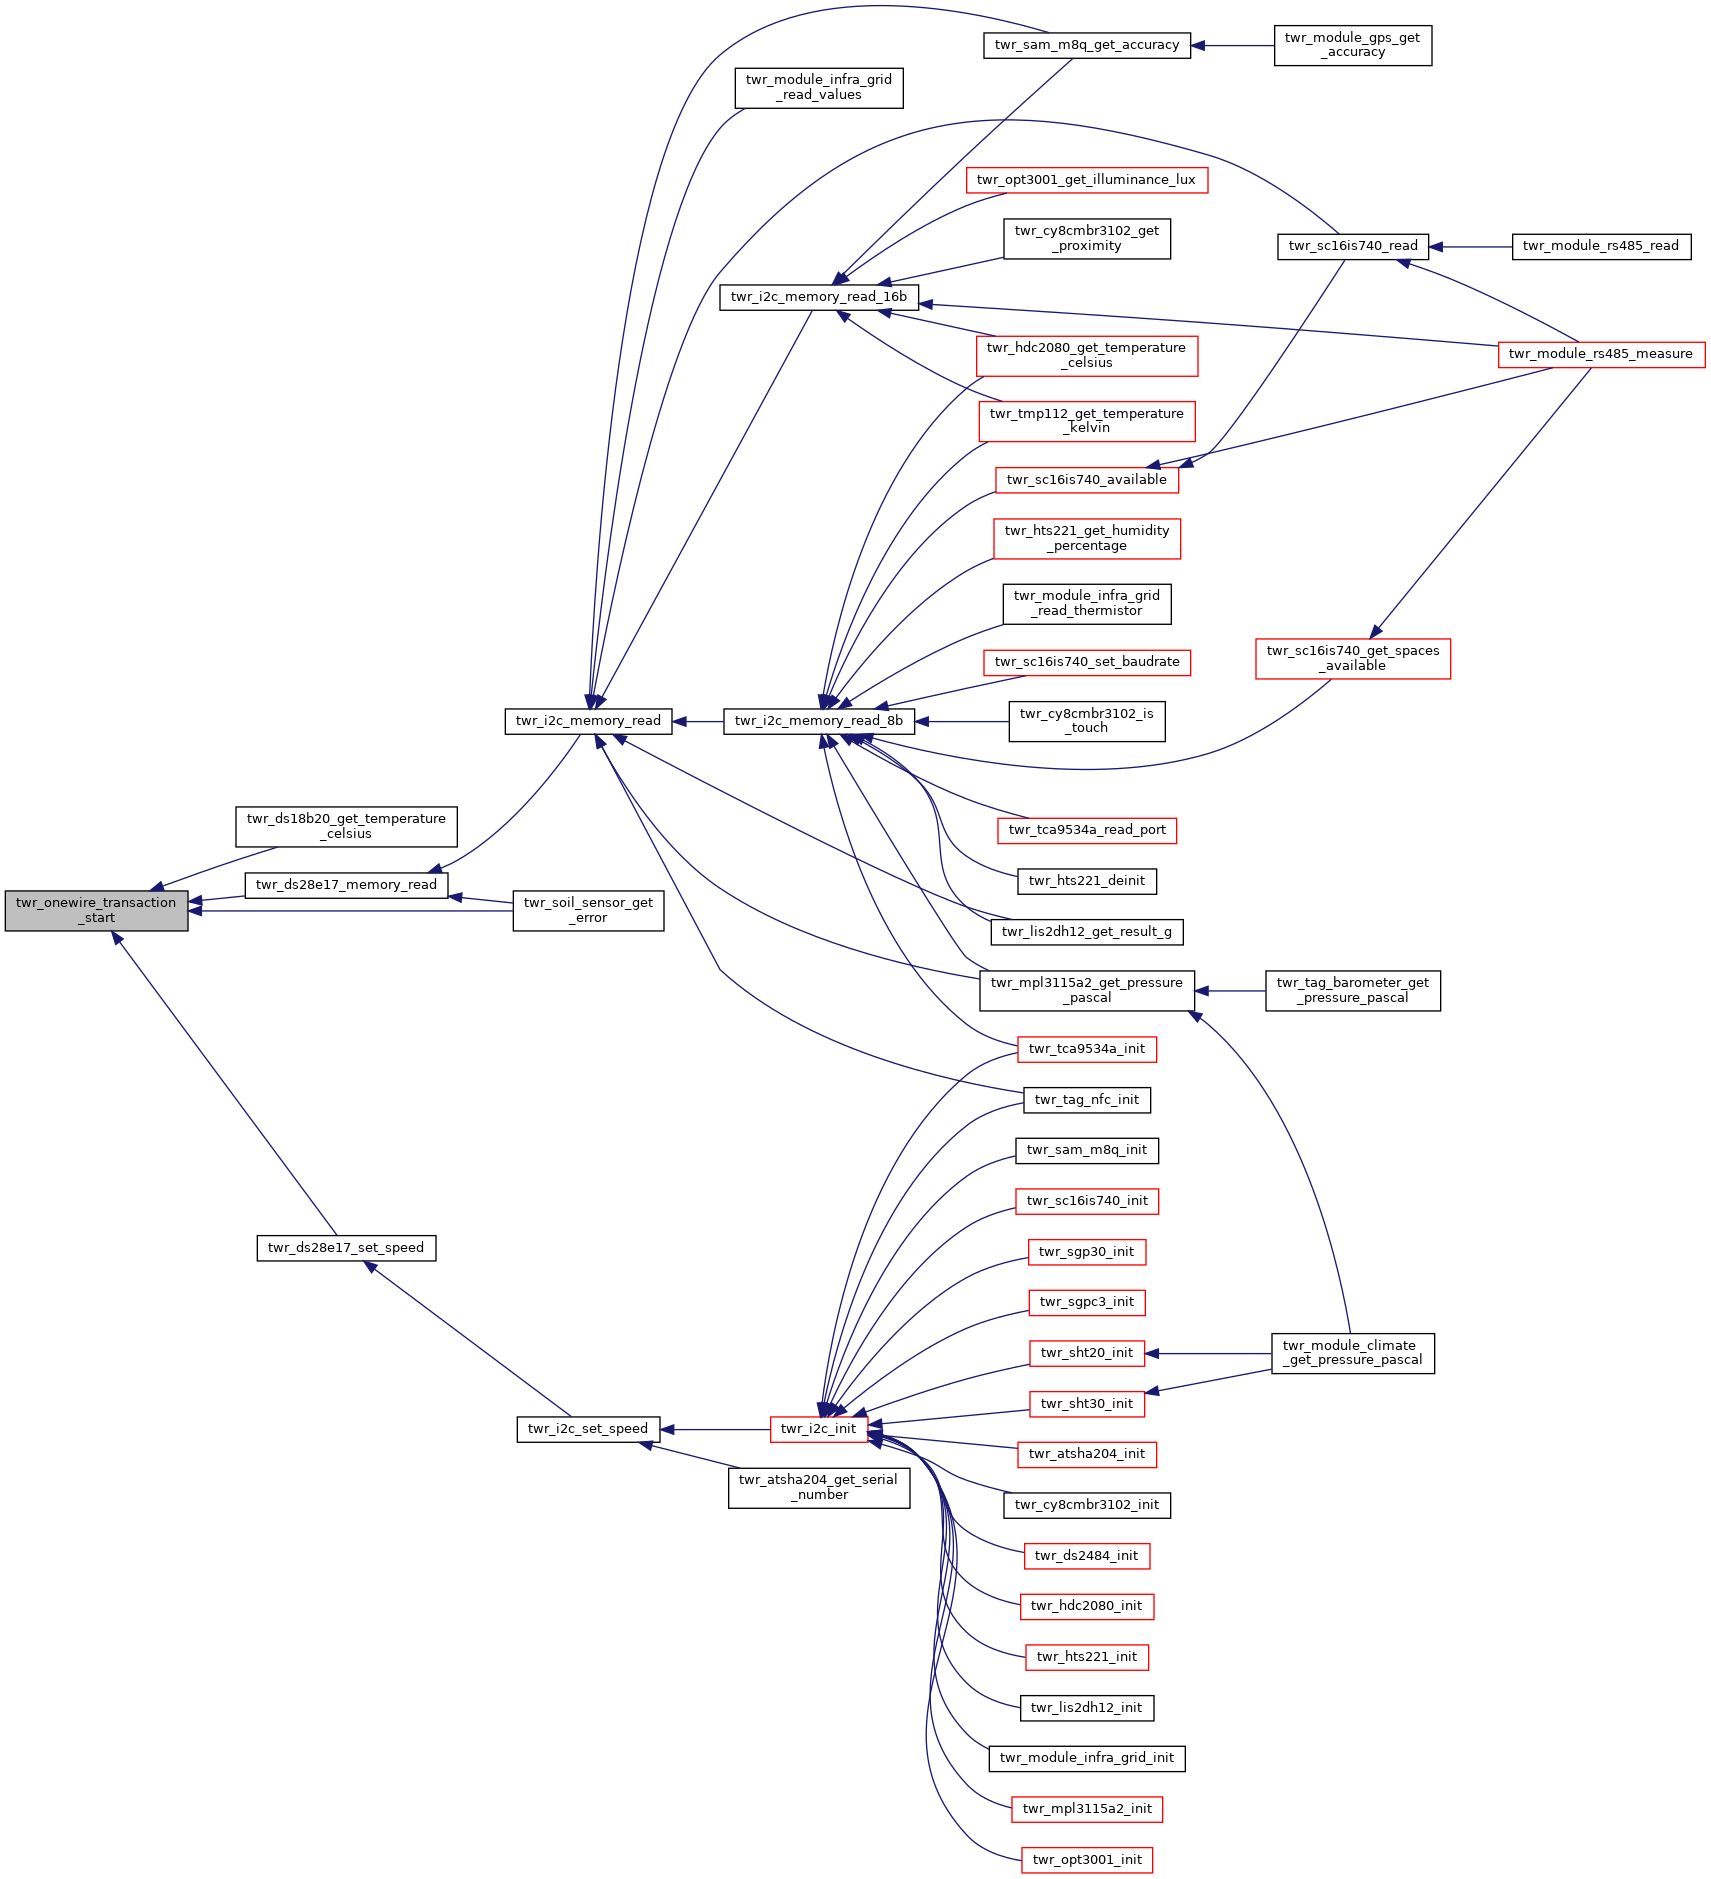 twr_sam_m8q_get_accuracy
twr_module_gps_get
_accuracy
twr_module_infra_grid
_read_values
twr_opt3001_get_illuminance_lux
twr_cy8cmbr3102_get
_proximity
twr_sc16is740_read
twr_module_rs485_read
twr_i2c_memory_read_16b
twr_hdc2080_get_temperature
_celsius
twr_module_rs485_measure
twr_tmp112_get_temperature
_kelvin
twr_sc16is740_available
twr_hts221_get_humidity
_percentage
twr_module_infra_grid
_read_thermistor
twr_sc16is740_get_spaces
_available
twr_sc16is740_set_baudrate
twr_i2c_memory_read
twr_i2c_memory_read_8b
twr_cy8cmbr3102_is
_touch
twr_ds18b20_get_temperature
_celsius
twr_tca9534a_read_port
twr_ds28e17_memory_read
twr_hts221_deinit
twr_onewire_transaction
_start
twr_soil_sensor_get
_error
twr_lis2dh12_get_result_g
twr_mpl3115a2_get_pressure
_pascal
twr_tag_barometer_get
_pressure_pascal
twr_tca9534a_init
twr_tag_nfc_init
twr_sam_m8q_init
twr_sc16is740_init
twr_ds28e17_set_speed
twr_sgp30_init
twr_sgpc3_init
twr_sht20_init
twr_module_climate
_get_pressure_pascal
twr_sht30_init
twr_i2c_set_speed
twr_i2c_init
twr_atsha204_init
twr_atsha204_get_serial
_number
twr_cy8cmbr3102_init
twr_ds2484_init
twr_hdc2080_init
twr_hts221_init
twr_lis2dh12_init
twr_module_infra_grid_init
twr_mpl3115a2_init
twr_opt3001_init